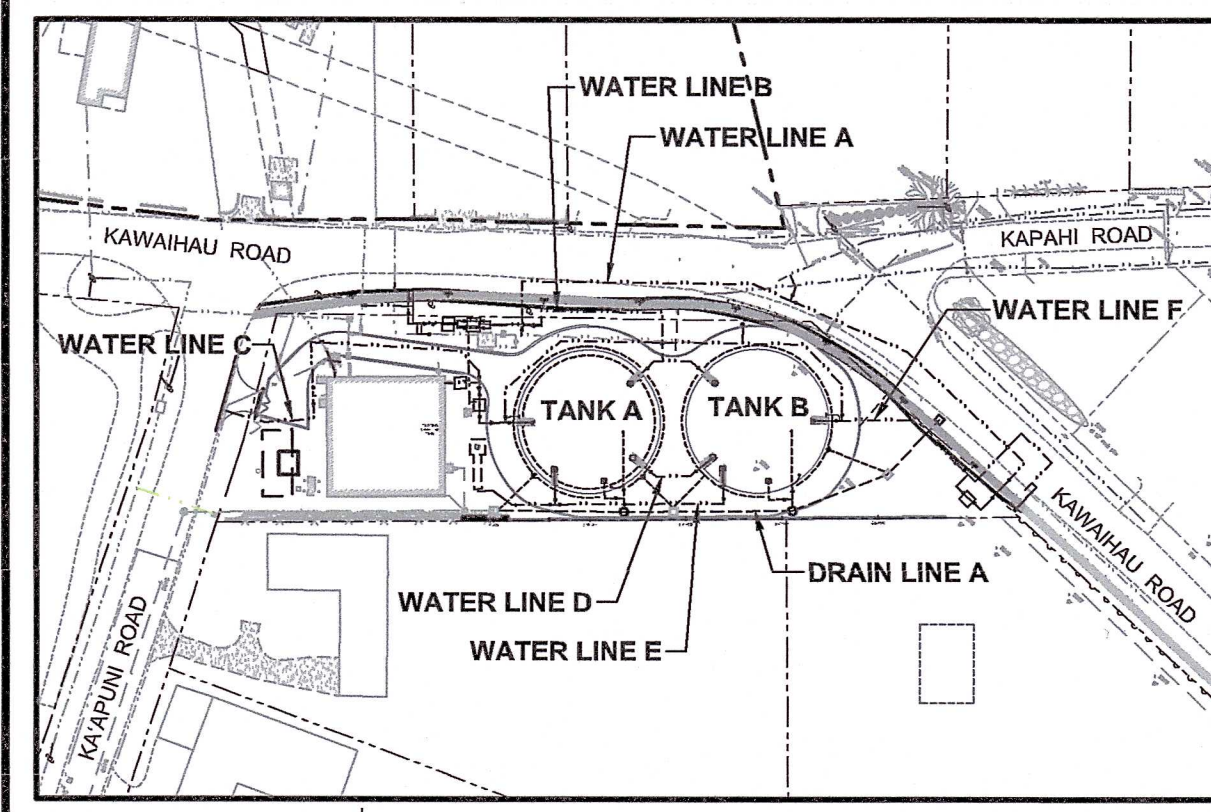 WATER LINE B
WATER LINE A
KAWAIHAU ROAD
KAPAHI ROAD
WATER LINE F
WATER LINE C
TANK A
TANK B
KAWAIHAU ROAD
DRAIN LINE A
WATER LINE D
WATER LINE E
KA'APUNI ROAD